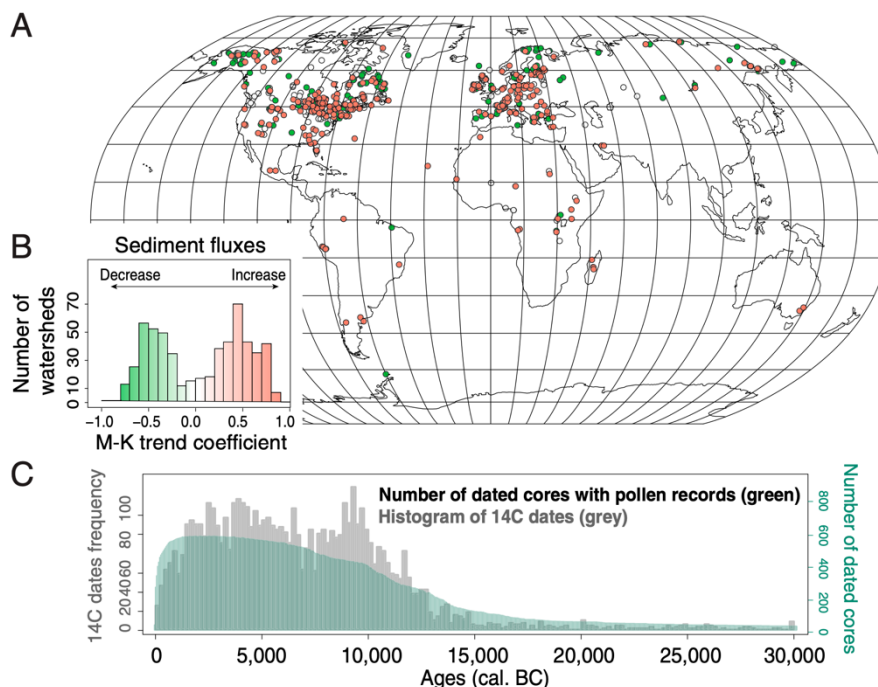 A
B
Sediment fluxes
Decrease Increase
Number of
watersheds
0 10 30 50 70
-1.0 -0.5 0.0 0.5 1.0
M-K trend coefficient
C
Number of dated cores with pollen records (green)
Histogram of 14C dates (grey)
14C dates frequency
0 20 40 60 80 100
Number of dated cores
0 200 400 600 800
0 5,000 10,000 15,000 20,000 25,000 30,000
Ages (cal. BC)